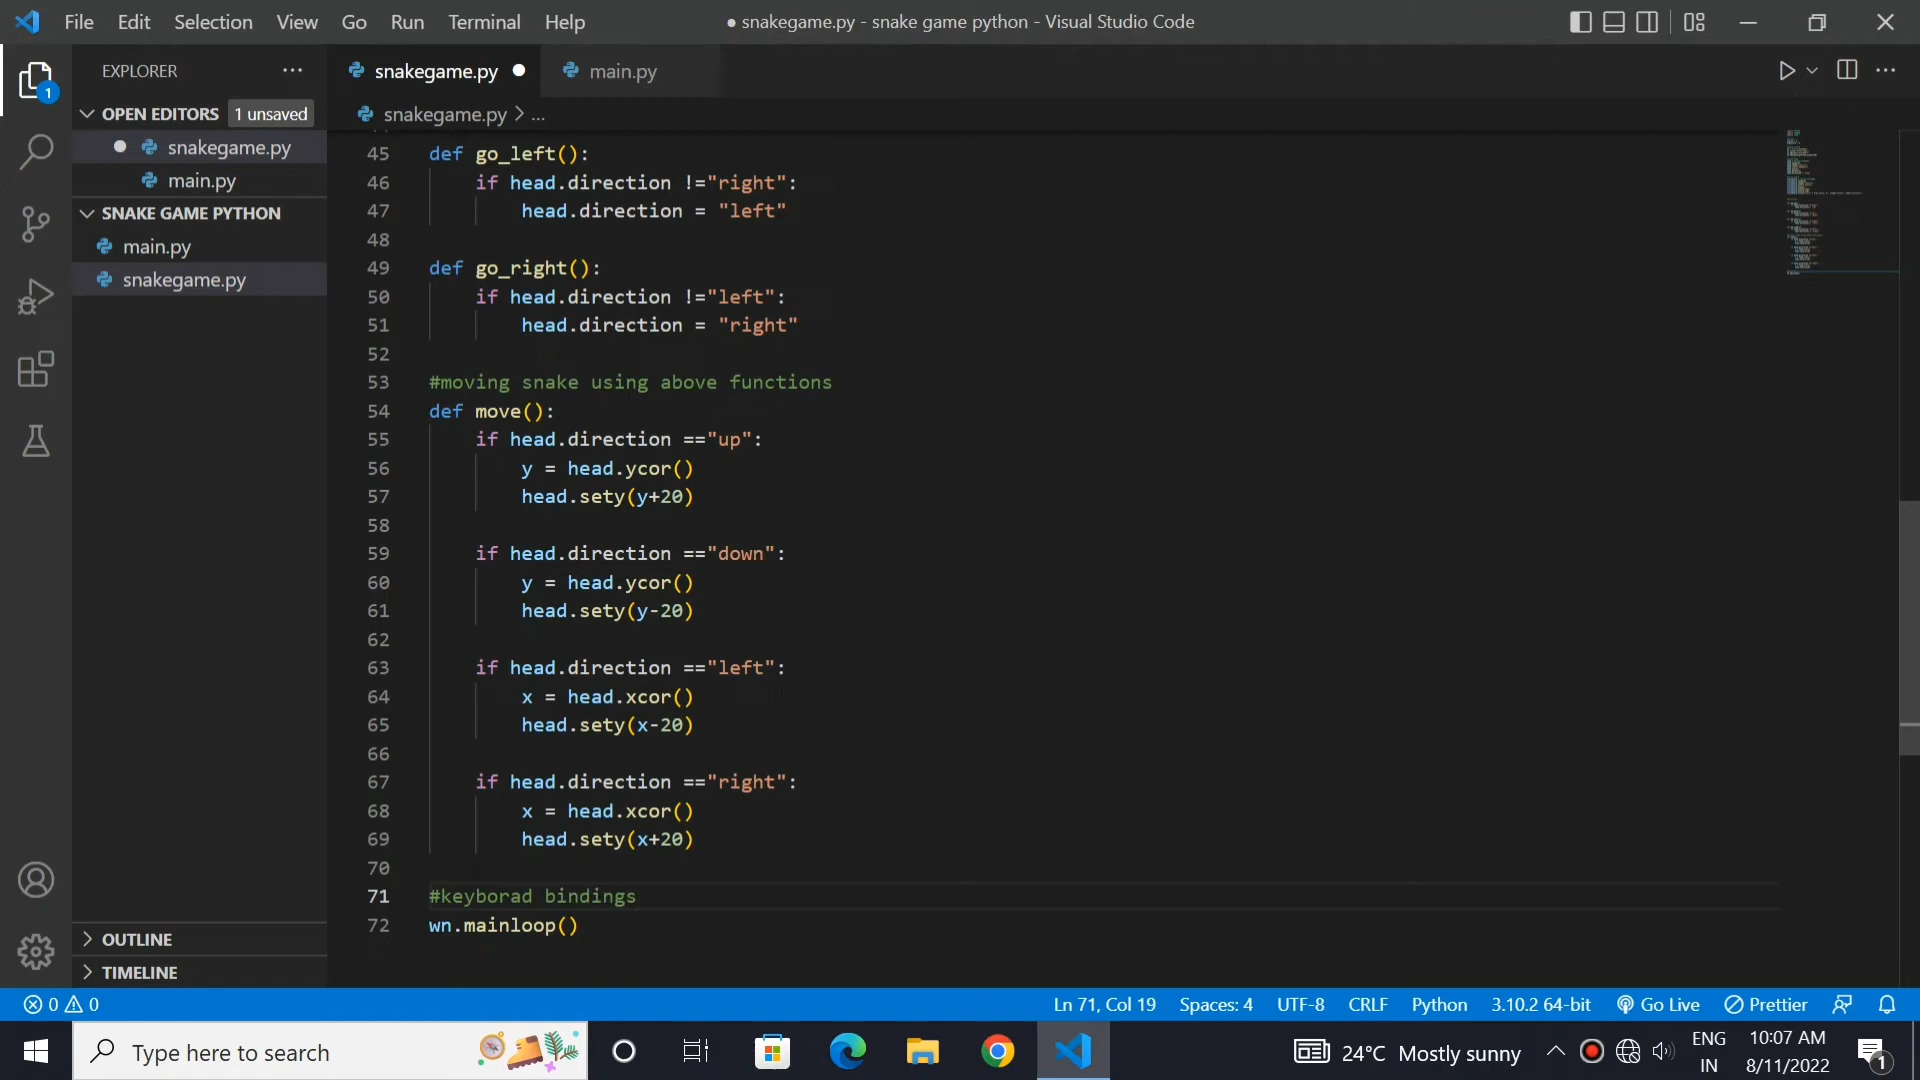 File Edit Selection View Go Run Terminal Help
● snakegame.py - snake game python - Visual Studio Code
EXPLORER
snakegame.py ●
main.py
1
OPEN EDITORS 1 unsaved
snakegame.py > ...
● snakegame.py
main.py
SNAKE GAME PYTHON
main.py
snakegame.py
45 def go_left():
46 if head.direction !="right":
47 head.direction = "left"
48
49 def go_right():
50 if head.direction !="left":
51 head.direction = "right"
52
53 #moving snake using above functions
54 def move():
55 if head.direction =="up":
56 y = head.ycor()
57 head.sety(y+20)
58
59 if head.direction =="down":
60 y = head.ycor()
61 head.sety(y-20)
62
63 if head.direction =="left":
64 x = head.xcor()
65 head.sety(x-20)
66
67 if head.direction =="right":
68 x = head.xcor()
69 head.sety(x+20)
70
71 #keyborad bindings
72 wn.mainloop()
OUTLINE
TIMELINE
0 0
Ln 71, Col 19 Spaces: 4 UTF-8 CRLF Python 3.10.2 64-bit Go Live Prettier
Type here to search
24°C Mostly sunny
ENG
IN
10:07 AM
8/11/2022
1